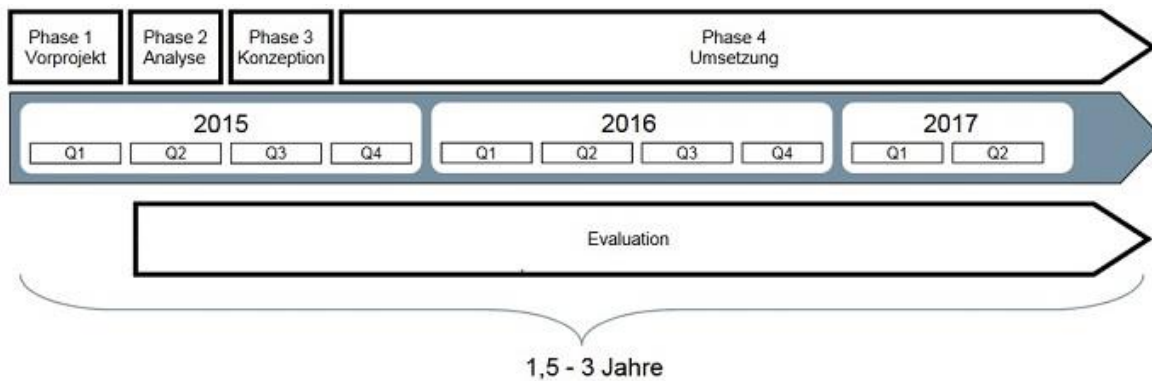 Phase 1
Vorprojekt
Phase 2
Analyse
Phase 3
Konzeption
Phase 4
Umsetzung
2015
Q1
Q2
Q3
Q4
2016
Q1
Q2
Q3
Q4
2017
Q1
Q2
Evaluation
1,5 - 3 Jahre